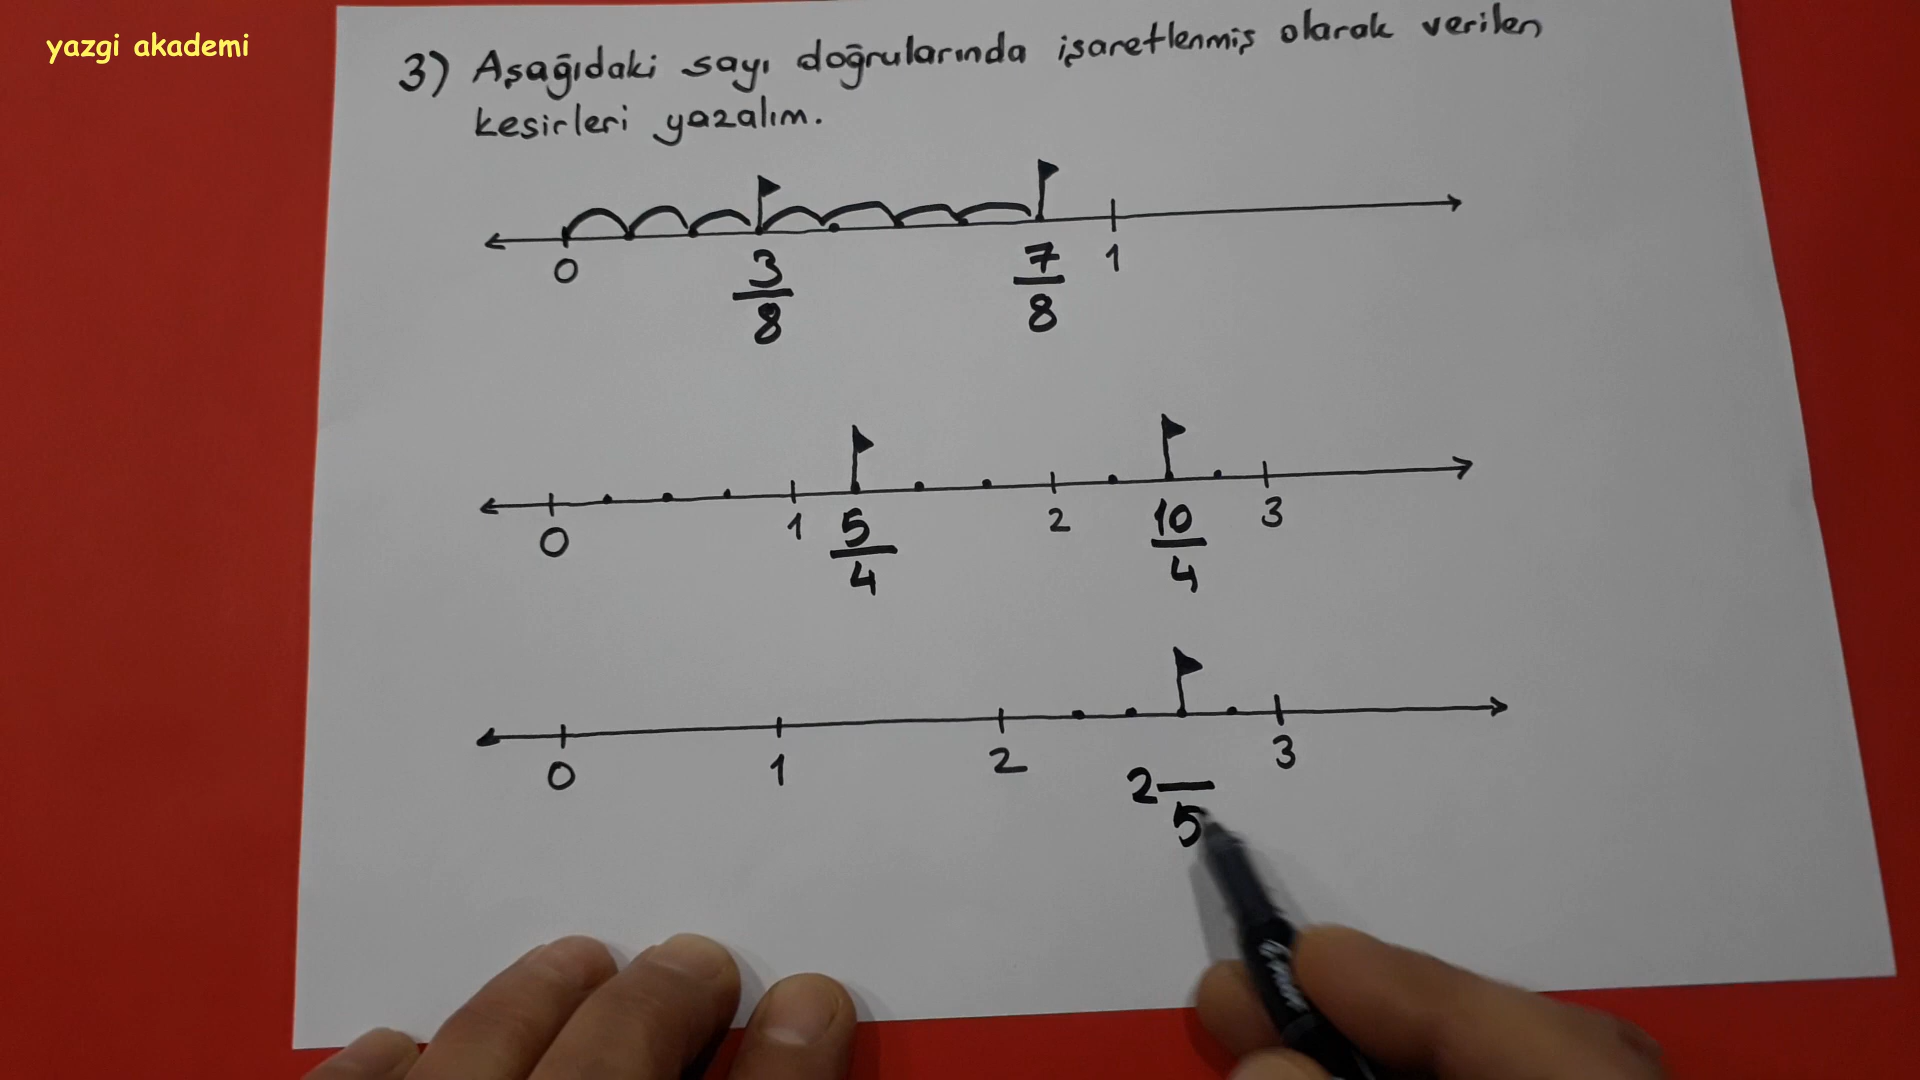 yazgi akademi
3) Aşağıdaki sayı doğrularında işaretlenmiş olarak verilen
kesirleri yazalım.
0 3/8 7/8 1
0 1 5/4 2 10/4 3
0 1 2 3
2 —/5